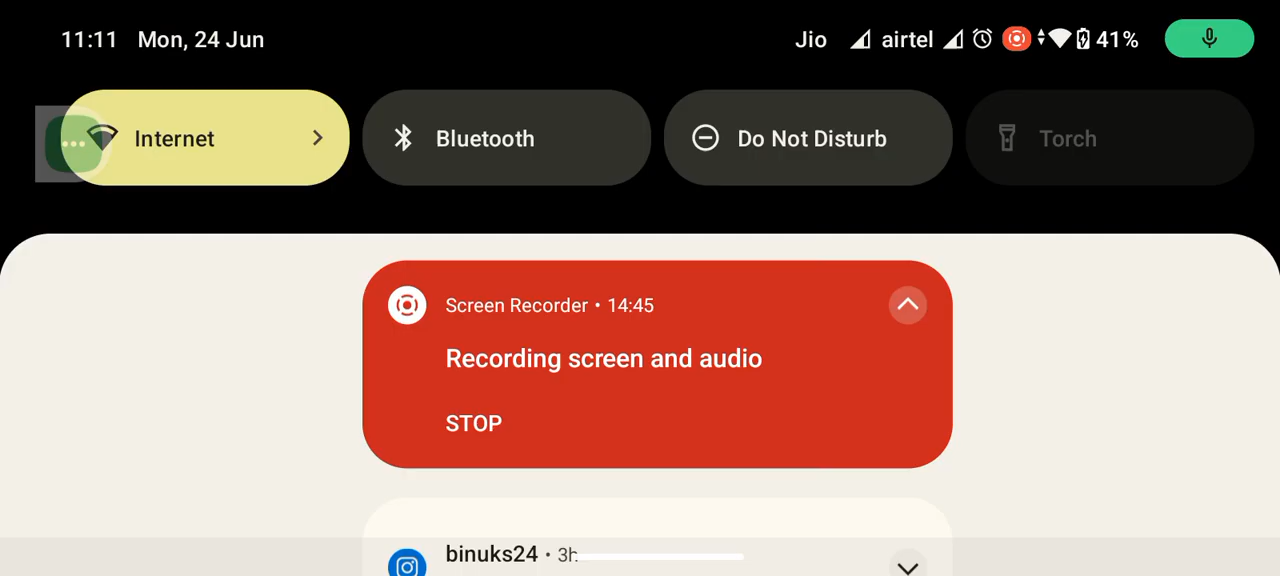 11:11 Mon, 24 Jun Jio airtel 41%
Internet Bluetooth Do Not Disturb Torch
Screen Recorder • 14:45
Recording screen and audio
STOP
binuks24 • 3h